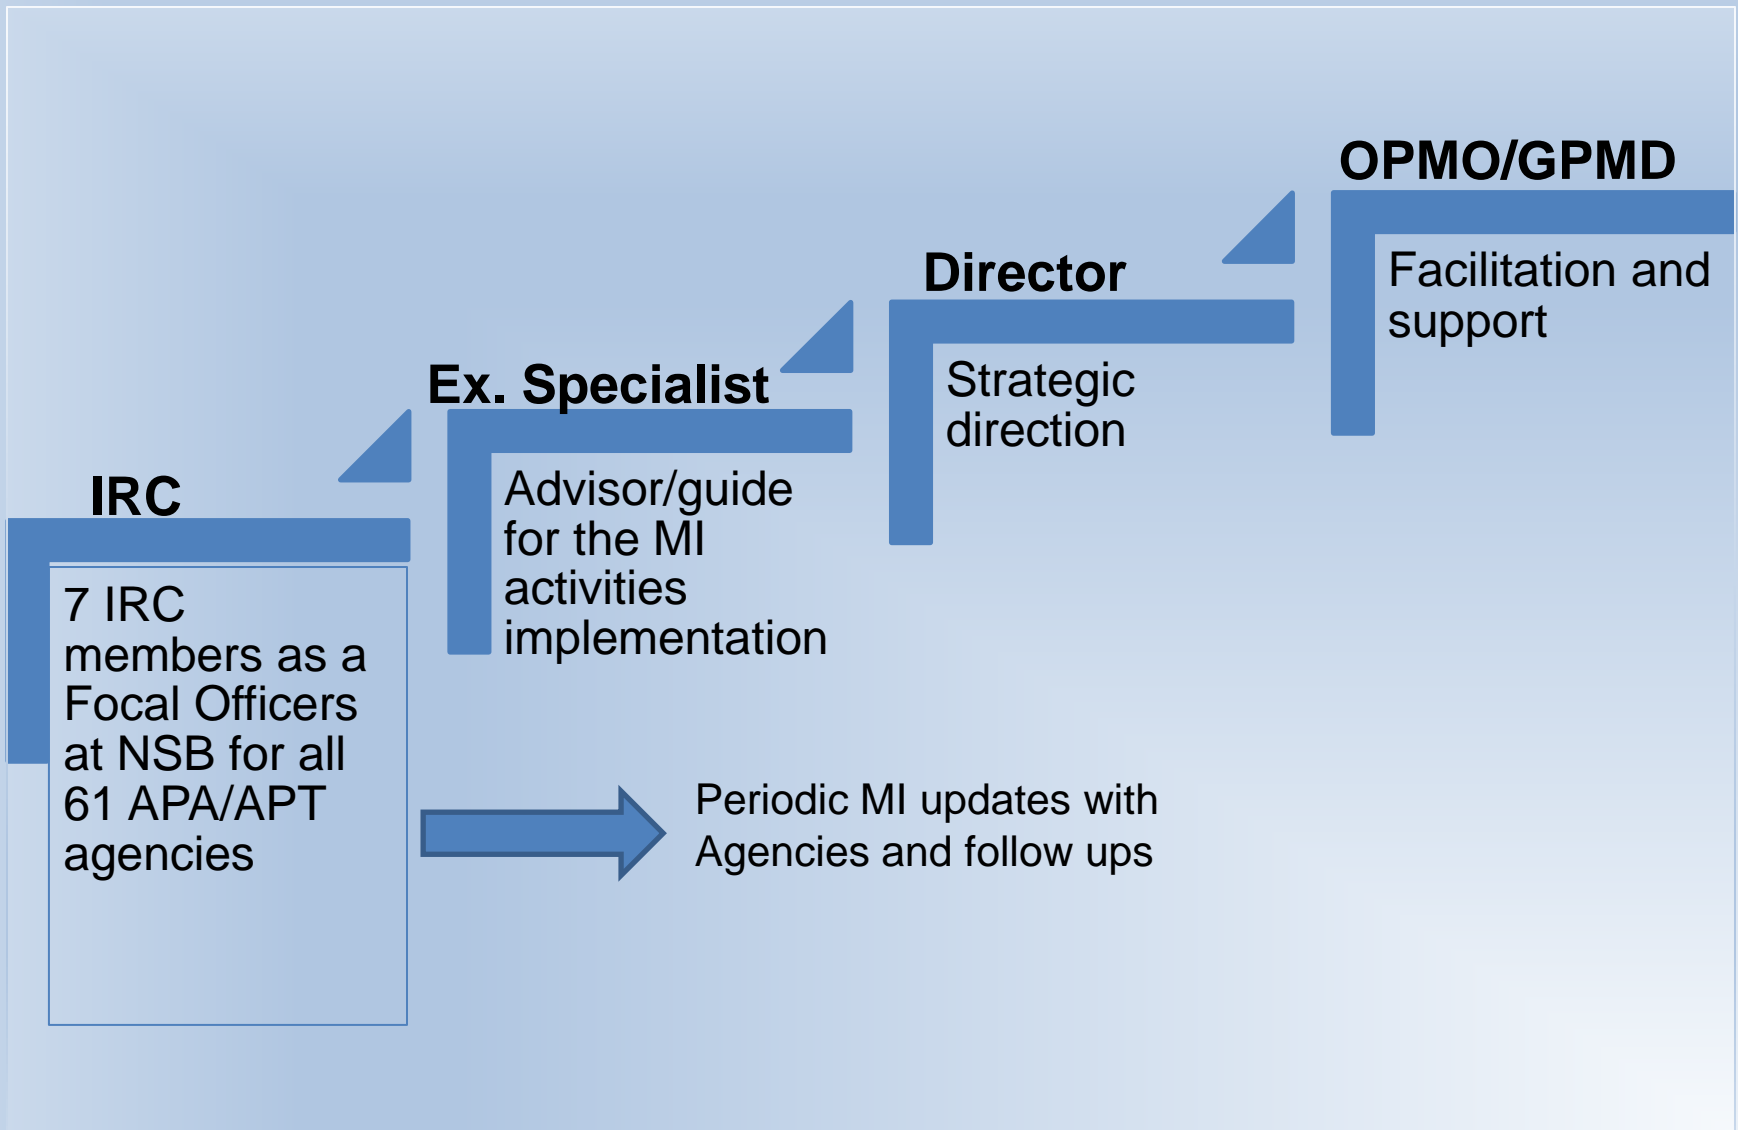 IRC
7 IRC
members as a
Focal Officers
at NSB for all
61 APA/APT
agencies
Ex. Specialist
Advisor/guide
for the MI
activities
implementation
Director
Strategic
direction
OPMO/GPMD
Facilitation and
support
Periodic MI updates with
Agencies and follow ups